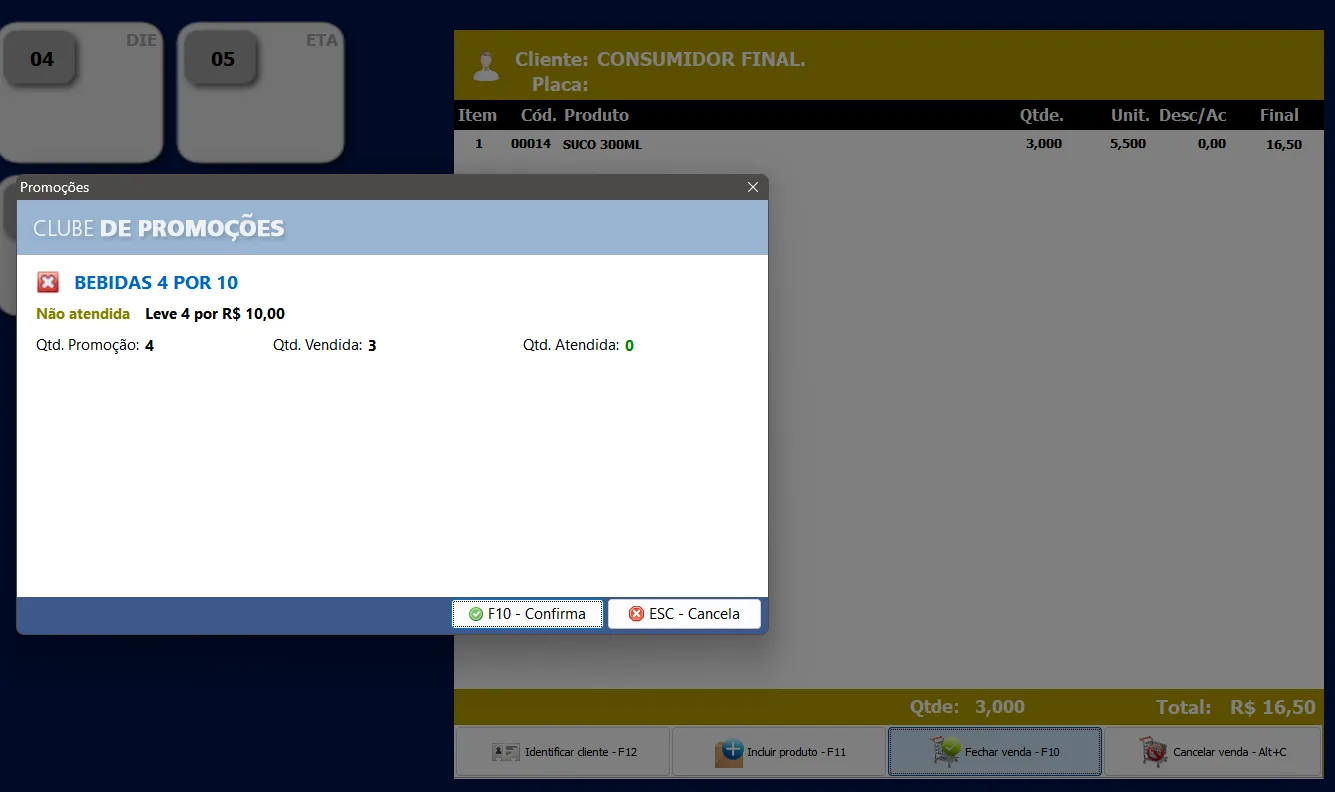 04
DIE
05
ETA
Cliente: CONSUMIDOR FINAL.
Placa:
Item Cód. Produto Qtde. Unit. Desc/Ac Final
1 00014 SUCO 300ML 3,000 5,500 0,00 16,50
Promoções
CLUBE DE PROMOÇÕES
BEBIDAS 4 POR 10
Não atendida Leve 4 por R$ 10,00
Qtd. Promoção: 4 Qtd. Vendida: 3 Qtd. Atendida: 0
F10 - Confirma ESC - Cancela
Qtde: 3,000 Total: R$ 16,50
Identificar cliente - F12 Incluir produto - F11 Fechar venda - F10 Cancelar venda - Alt+C